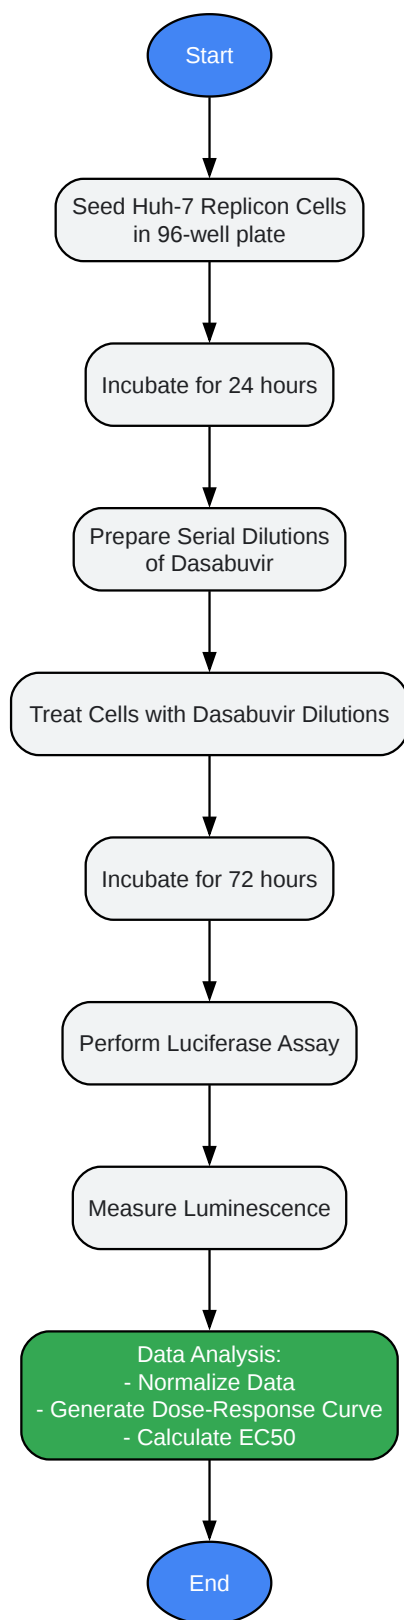 Start
Seed Huh-7 Replicon Cells
in 96-well plate
Incubate for 24 hours
Prepare Serial Dilutions
of Dasabuvir
Treat Cells with Dasabuvir Dilutions
Incubate for 72 hours
Perform Luciferase Assay
Measure Luminescence
Data Analysis:
- Normalize Data
- Generate Dose-Response Curve
- Calculate EC50
End